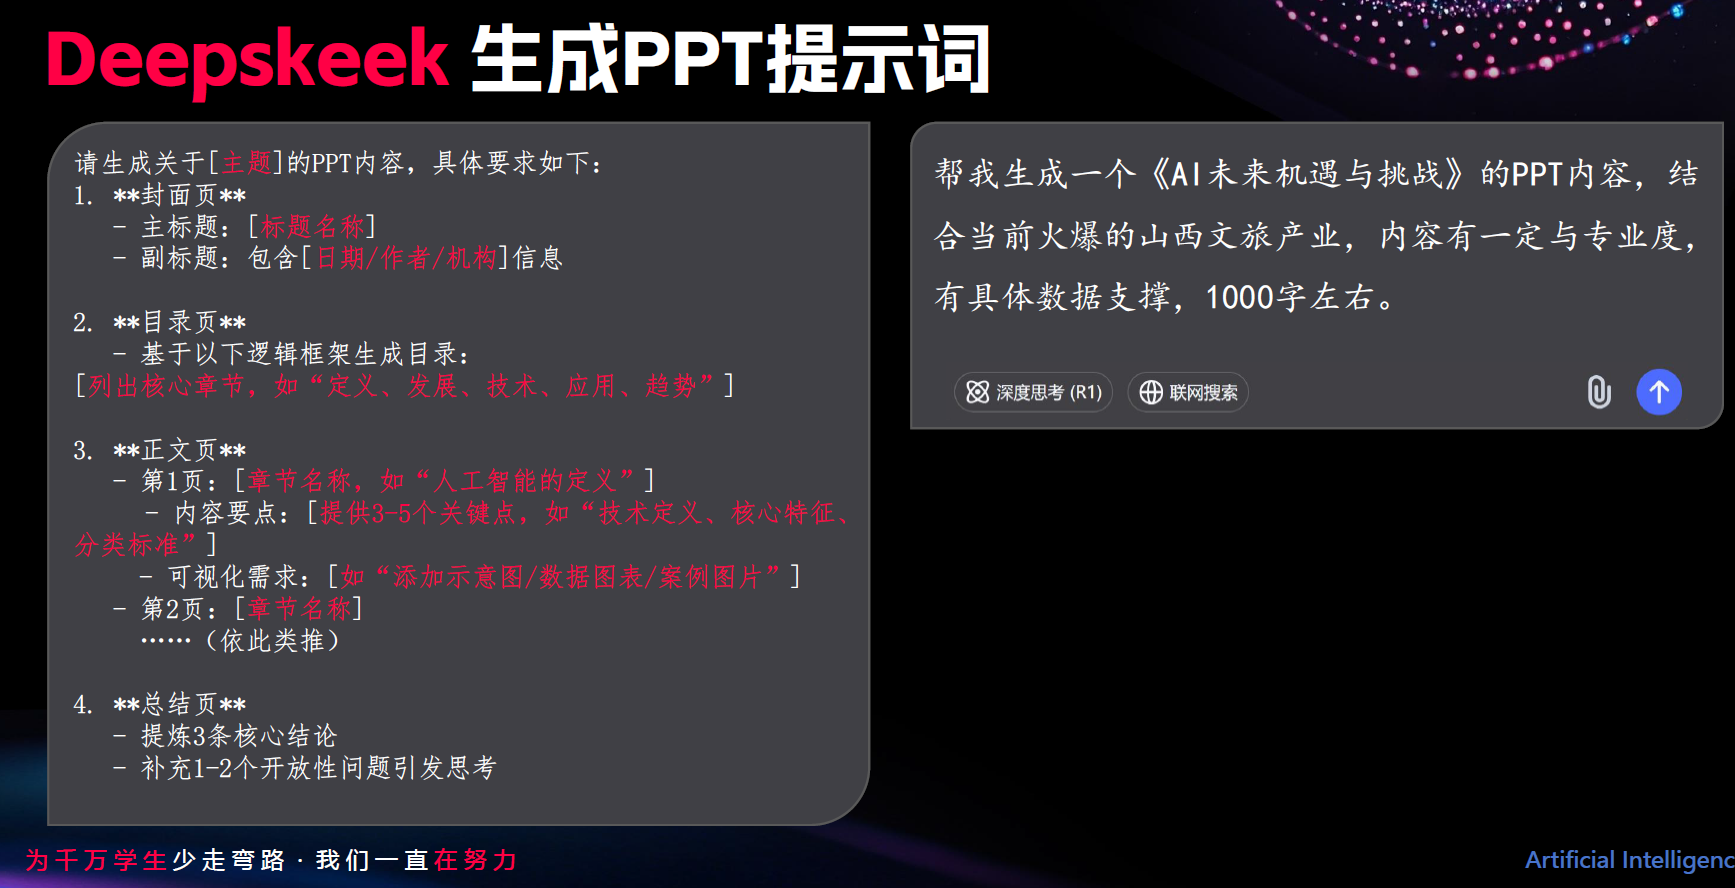 Deepskeek 生成PPT提示词
请生成关于[主题]的PPT内容，具体要求如下：
1. **封面页**
- 主标题：[标题名称]
- 副标题：包含[日期/作者/机构]信息
2. **目录页**
- 基于以下逻辑框架生成目录：
[列出核心章节，如“定义、发展、技术、应用、趋势”]
3. **正文页**
- 第1页：[章节名称，如“人工智能的定义”]
- 内容要点：[提供3-5个关键点，如“技术定义、核心特征、
分类标准”]
- 可视化需求：[如“添加示意图/数据图表/案例图片”]
- 第2页：[章节名称]
……（依此类推）
4. **总结页**
- 提炼3条核心结论
- 补充1-2个开放性问题引发思考
帮我生成一个《AI未来机遇与挑战》的PPT内容，结
合当前火爆的山西文旅产业，内容有一定与专业度，
有具体数据支撑，1000字左右。
深度思考 (R1) 联网搜索
为千万学生少走弯路·我们一直在努力
Artificial Intelligenc